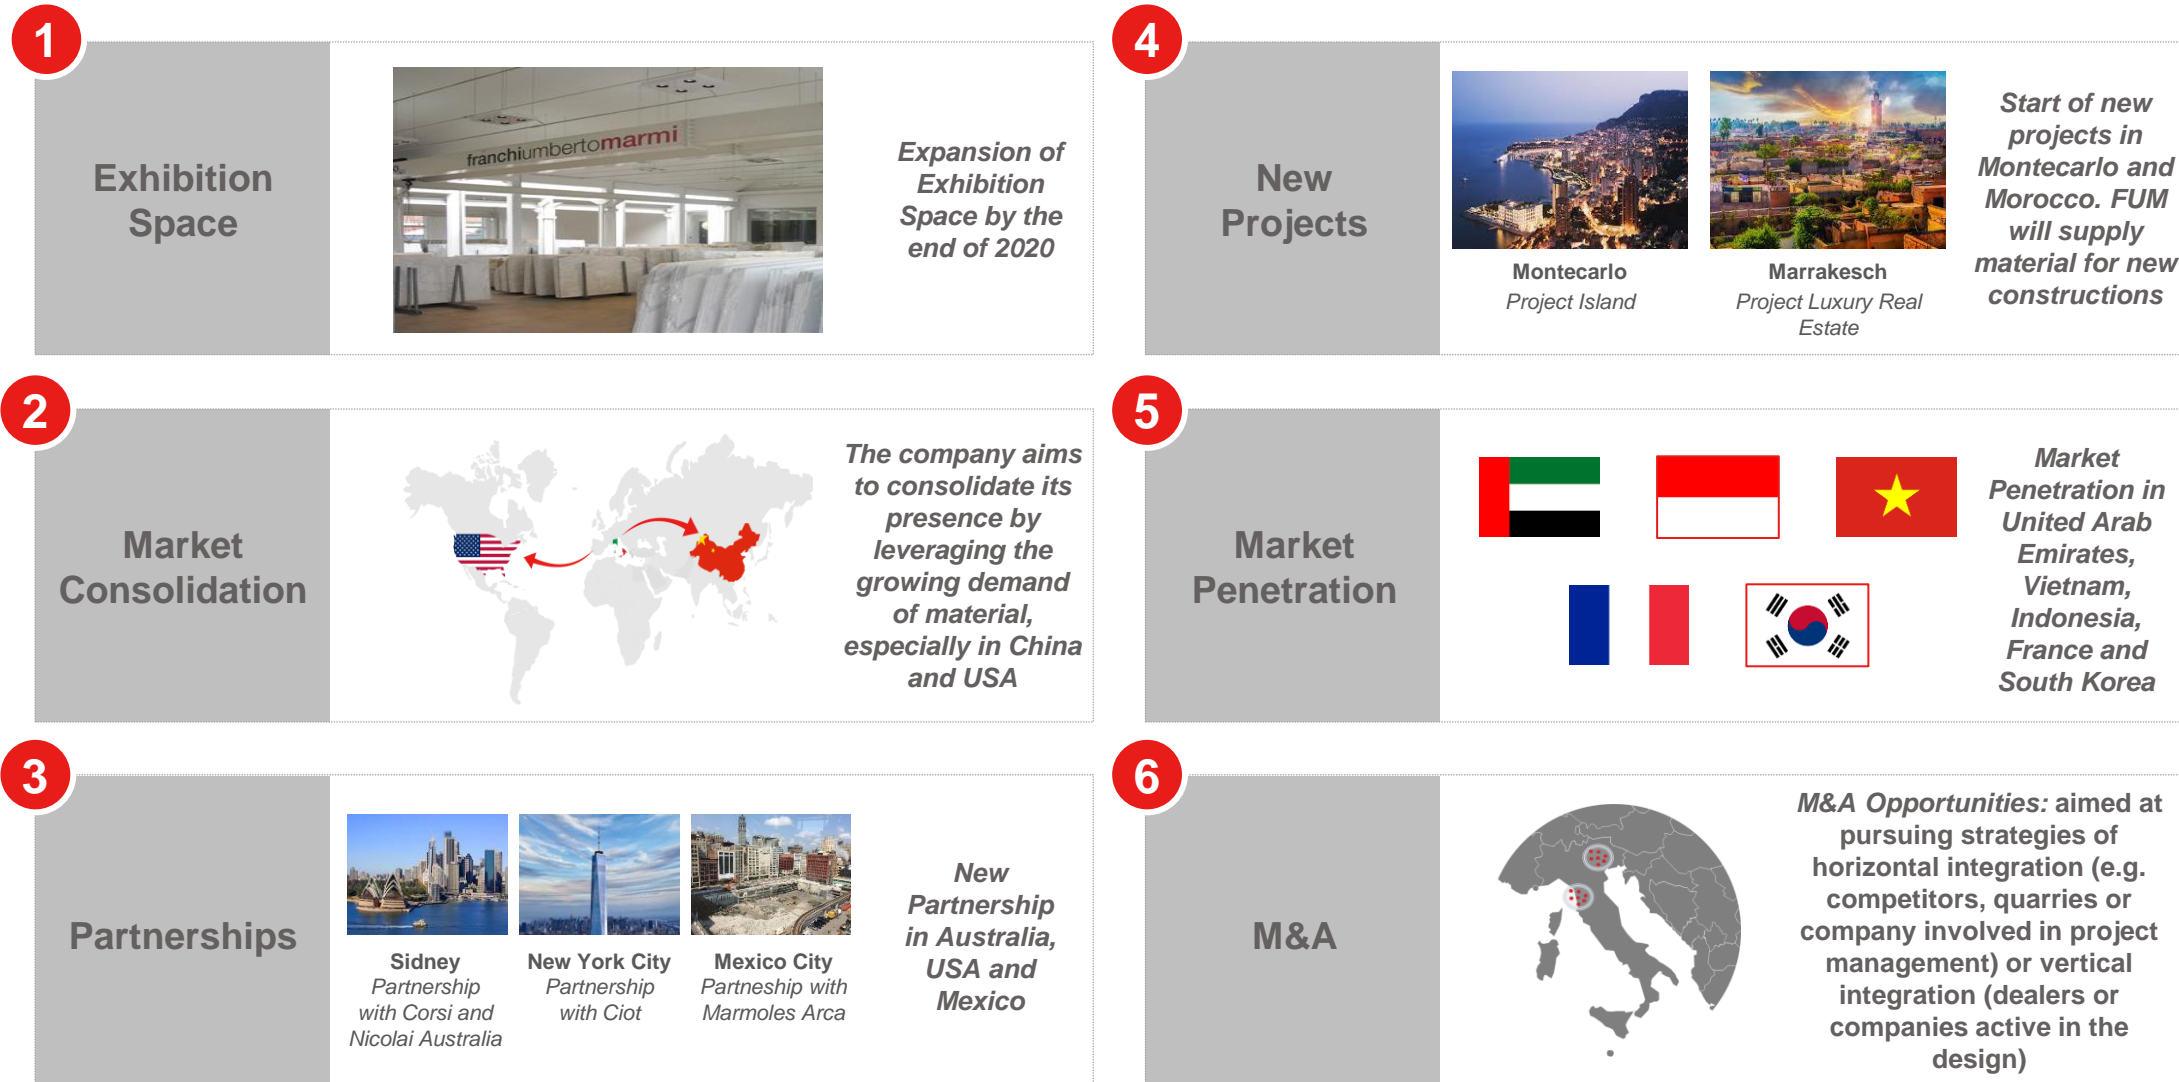 1
Exhibition
Space
franchiumbertomarmi
Expansion of
Exhibition
Space by the
end of 2020
2
Market
Consolidation
The company aims
to consolidate its
presence by
leveraging the
growing demand
of material,
especially in China
and USA
3
Partnerships
Sidney
Partnership
with Corsi and
Nicolai Australia
New York City
Partnership
with Ciot
Mexico City
Partneship with
Marmoles Arca
New
Partnership
in Australia,
USA and
Mexico
4
New
Projects
Montecarlo
Project Island
Marrakesch
Project Luxury Real
Estate
Start of new
projects in
Montecarlo and
Morocco. FUM
will supply
material for new
constructions
5
Market
Penetration
Market
Penetration in
United Arab
Emirates,
Vietnam,
Indonesia,
France and
South Korea
6
M&A
M&A Opportunities: aimed at
pursuing strategies of
horizontal integration (e.g.
competitors, quarries or
company involved in project
management) or vertical
integration (dealers or
companies active in the
design)